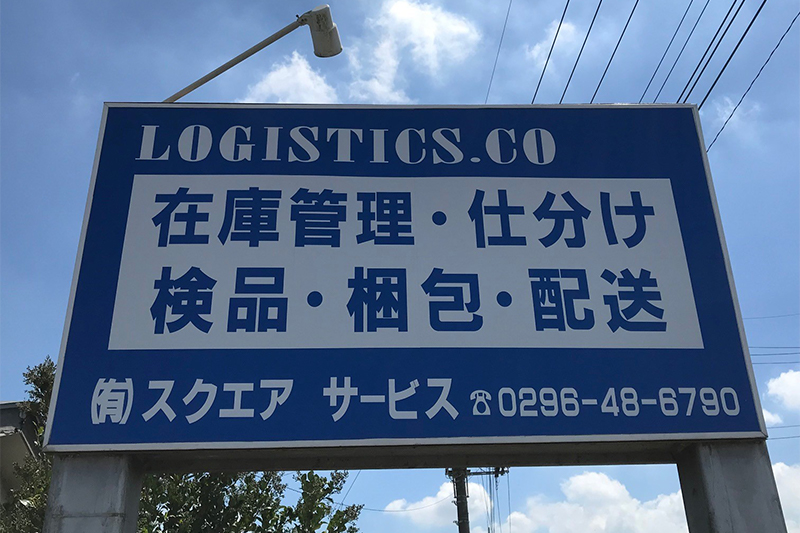 LOGISTICS.CO
在庫管理・仕分け
検品・梱包・配送
㈲スクエア サービス☎0296-48-6790